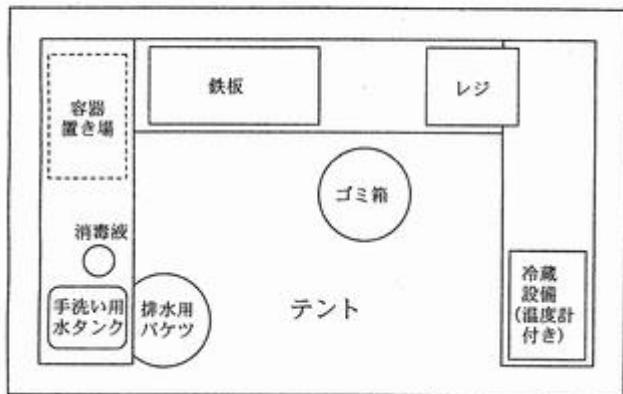 容器
置き場
鉄板
レジ
ゴミ箱
消毒液
手洗い用
水タンク
排水用
バケツ
テント
冷蔵
設備
(温度計
付き)